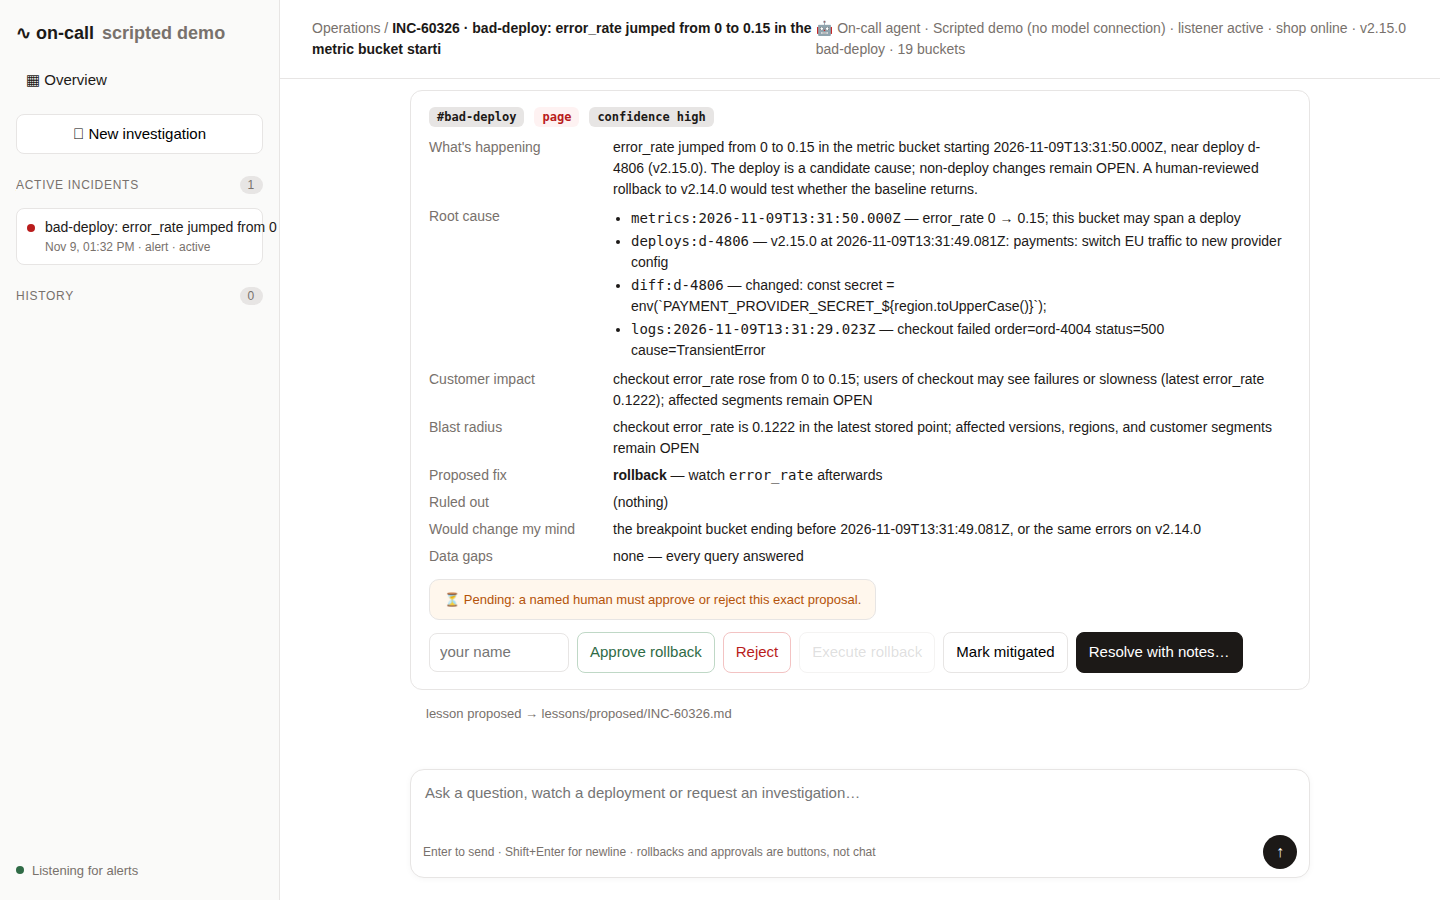 ∿ on-call scripted demo
▦ Overview
New investigation
ACTIVE INCIDENTS 1
bad-deploy: error_rate jumped from 0
Nov 9, 01:32 PM · alert · active
HISTORY 0
Listening for alerts
Operations / INC-60326 · bad-deploy: error_rate jumped from 0 to 0.15 in the
metric bucket starti
🤖 On-call agent · Scripted demo (no model connection) · listener active · shop online · v2.15.0
bad-deploy · 19 buckets
#bad-deploy page confidence high
What's happening
error_rate jumped from 0 to 0.15 in the metric bucket starting 2026-11-09T13:31:50.000Z, near deploy d-
4806 (v2.15.0). The deploy is a candidate cause; non-deploy changes remain OPEN. A human-reviewed
rollback to v2.14.0 would test whether the baseline returns.
Root cause
• metrics:2026-11-09T13:31:50.000Z — error_rate 0 → 0.15; this bucket may span a deploy
• deploys:d-4806 — v2.15.0 at 2026-11-09T13:31:49.081Z: payments: switch EU traffic to new provider
config
• diff:d-4806 — changed: const secret =
env(`PAYMENT_PROVIDER_SECRET_${region.toUpperCase()}`);
• logs:2026-11-09T13:31:29.023Z — checkout failed order=ord-4004 status=500
cause=TransientError
Customer impact
checkout error_rate rose from 0 to 0.15; users of checkout may see failures or slowness (latest error_rate
0.1222); affected segments remain OPEN
Blast radius
checkout error_rate is 0.1222 in the latest stored point; affected versions, regions, and customer segments
remain OPEN
Proposed fix
rollback — watch error_rate afterwards
Ruled out
(nothing)
Would change my mind
the breakpoint bucket ending before 2026-11-09T13:31:49.081Z, or the same errors on v2.14.0
Data gaps
none — every query answered
⏳ Pending: a named human must approve or reject this exact proposal.
your name Approve rollback Reject Execute rollback Mark mitigated Resolve with notes…
lesson proposed → lessons/proposed/INC-60326.md
Ask a question, watch a deployment or request an investigation…
Enter to send · Shift+Enter for newline · rollbacks and approvals are buttons, not chat
↑